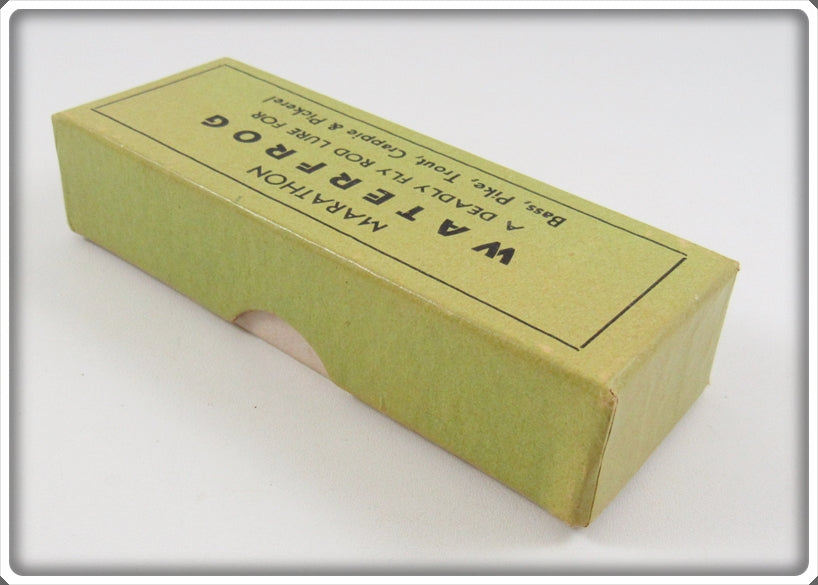 MARATHON
WATERFROG
A DEADLY FLY ROD LURE FOR
Bass, Pike, Trout, Crappie & Pickerel